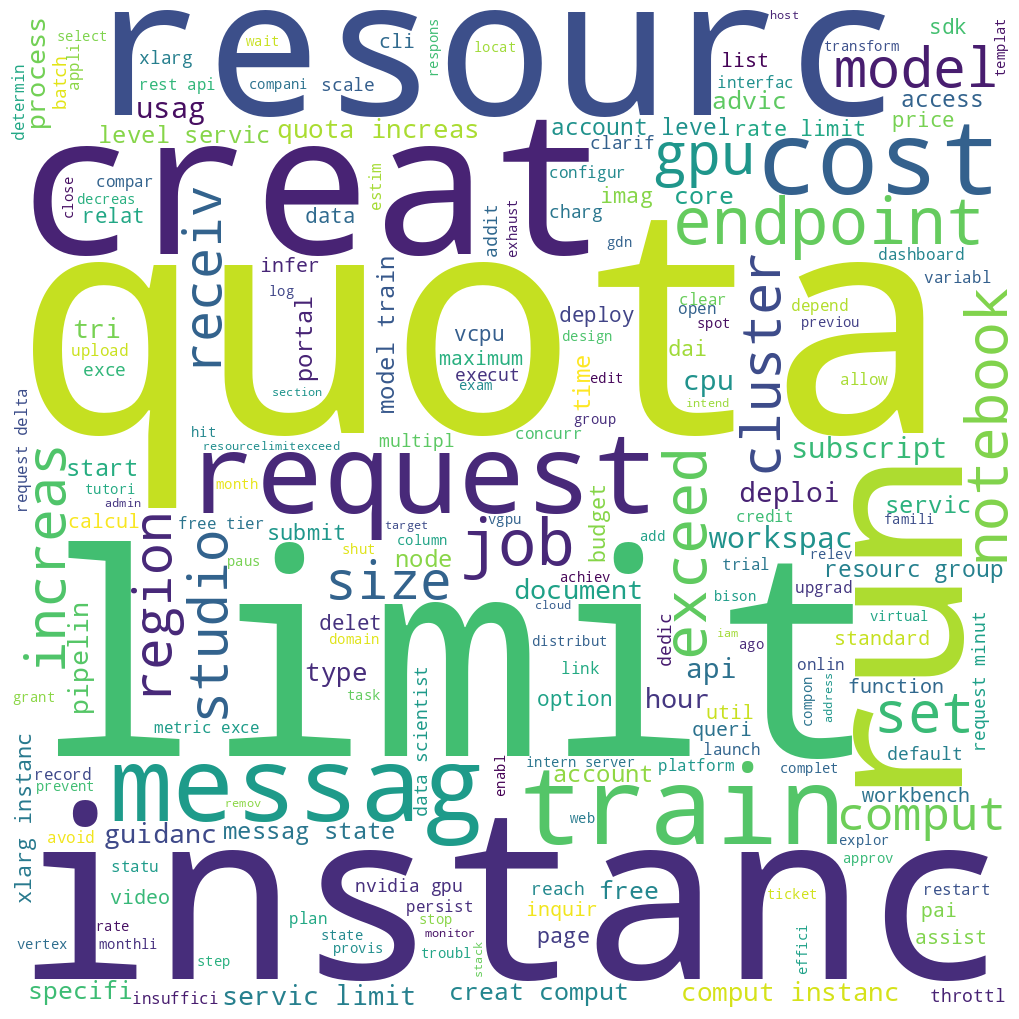 resourc
creat
quota
limit
instanc
request
messag
train
run
cost
model
endpoint
gpu
job
size
set
comput
notebook
cluster
receiv
increas
region
studio
exceed
host
select
wait
cli
respons
locat
transform
templat
sdk
process
appli
batch
determin
xlarg
rest api
compani
scale
usag
list
interfac
advic
access
price
level servic
quota increas
account level
rate limit
clarif
configur
imag
core
charg
close
compar
decreas
relat
data
estim
addit
exhaust
gdn
dashboard
variabl
infer
log
portal
model train
vcpu
deploy
design
clear
open
spot
depend
previou
tri
upload
exce
maximum
execut
exam
edit
time
dai
cpu
allow
section
group
intend
request delta
hit
resourcelimitexceed
multipl
concurr
subscript
start
tutori
admin
month
calcul
free tier
submit
target
column
vgpu
budget
add
credit
deploi
servic
famili
workspac
relev
paus
shut
node
achiev
document
trial
upgrad
resourc group
cloud
bison
virtual
pipelin
delet
domain
distribut
dedic
iam
ago
standard
request minut
type
task
link
option
api
onlin
function
grant
hour
util
compon
address
metric exce
data scientist
queri
launch
default
xlarg instanc
record
prevent
intern server
enabl
account
platform
complet
workbench
remov
web
avoid
guidanc
messag state
explor
approv
statu
video
nvidia gpu
persist
reach
free
ticket
restart
rate
plan
stop
inquir
pai
vertex
monthli
state
provis
monitor
troubl
page
assist
step
stack
effici
specifi
insuffici
servic limit
creat comput
comput instanc
throttl